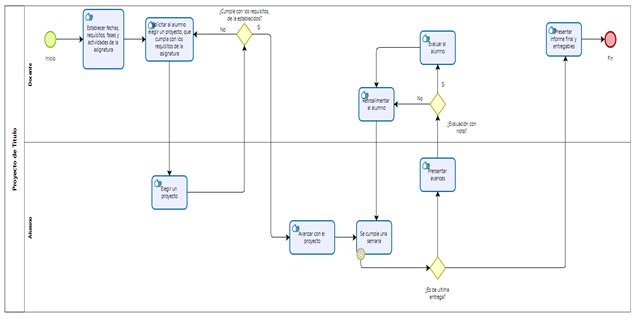 Proyecto de Titulo
Docente
Alumno
Inicio
Establecer fechas,
requisitos, fases y
actividades de la
asignatura
Solicitar al alumno
elegir un proyecto, que
cumpla con los
requisitos de la
asignatura
¿Cumple con los requisitos,
de la establecidos?
No
Si
Elegir un
proyecto
Avanzar con el
proyecto
Se cumple una
semana
¿Es de ultima
entrega?
Presentar
avances
¿Evaluación con
nota?
No
Si
Evaluar al
alumno
Retroalimentar
al alumno
Presentar
informe final y
entregables
Fin